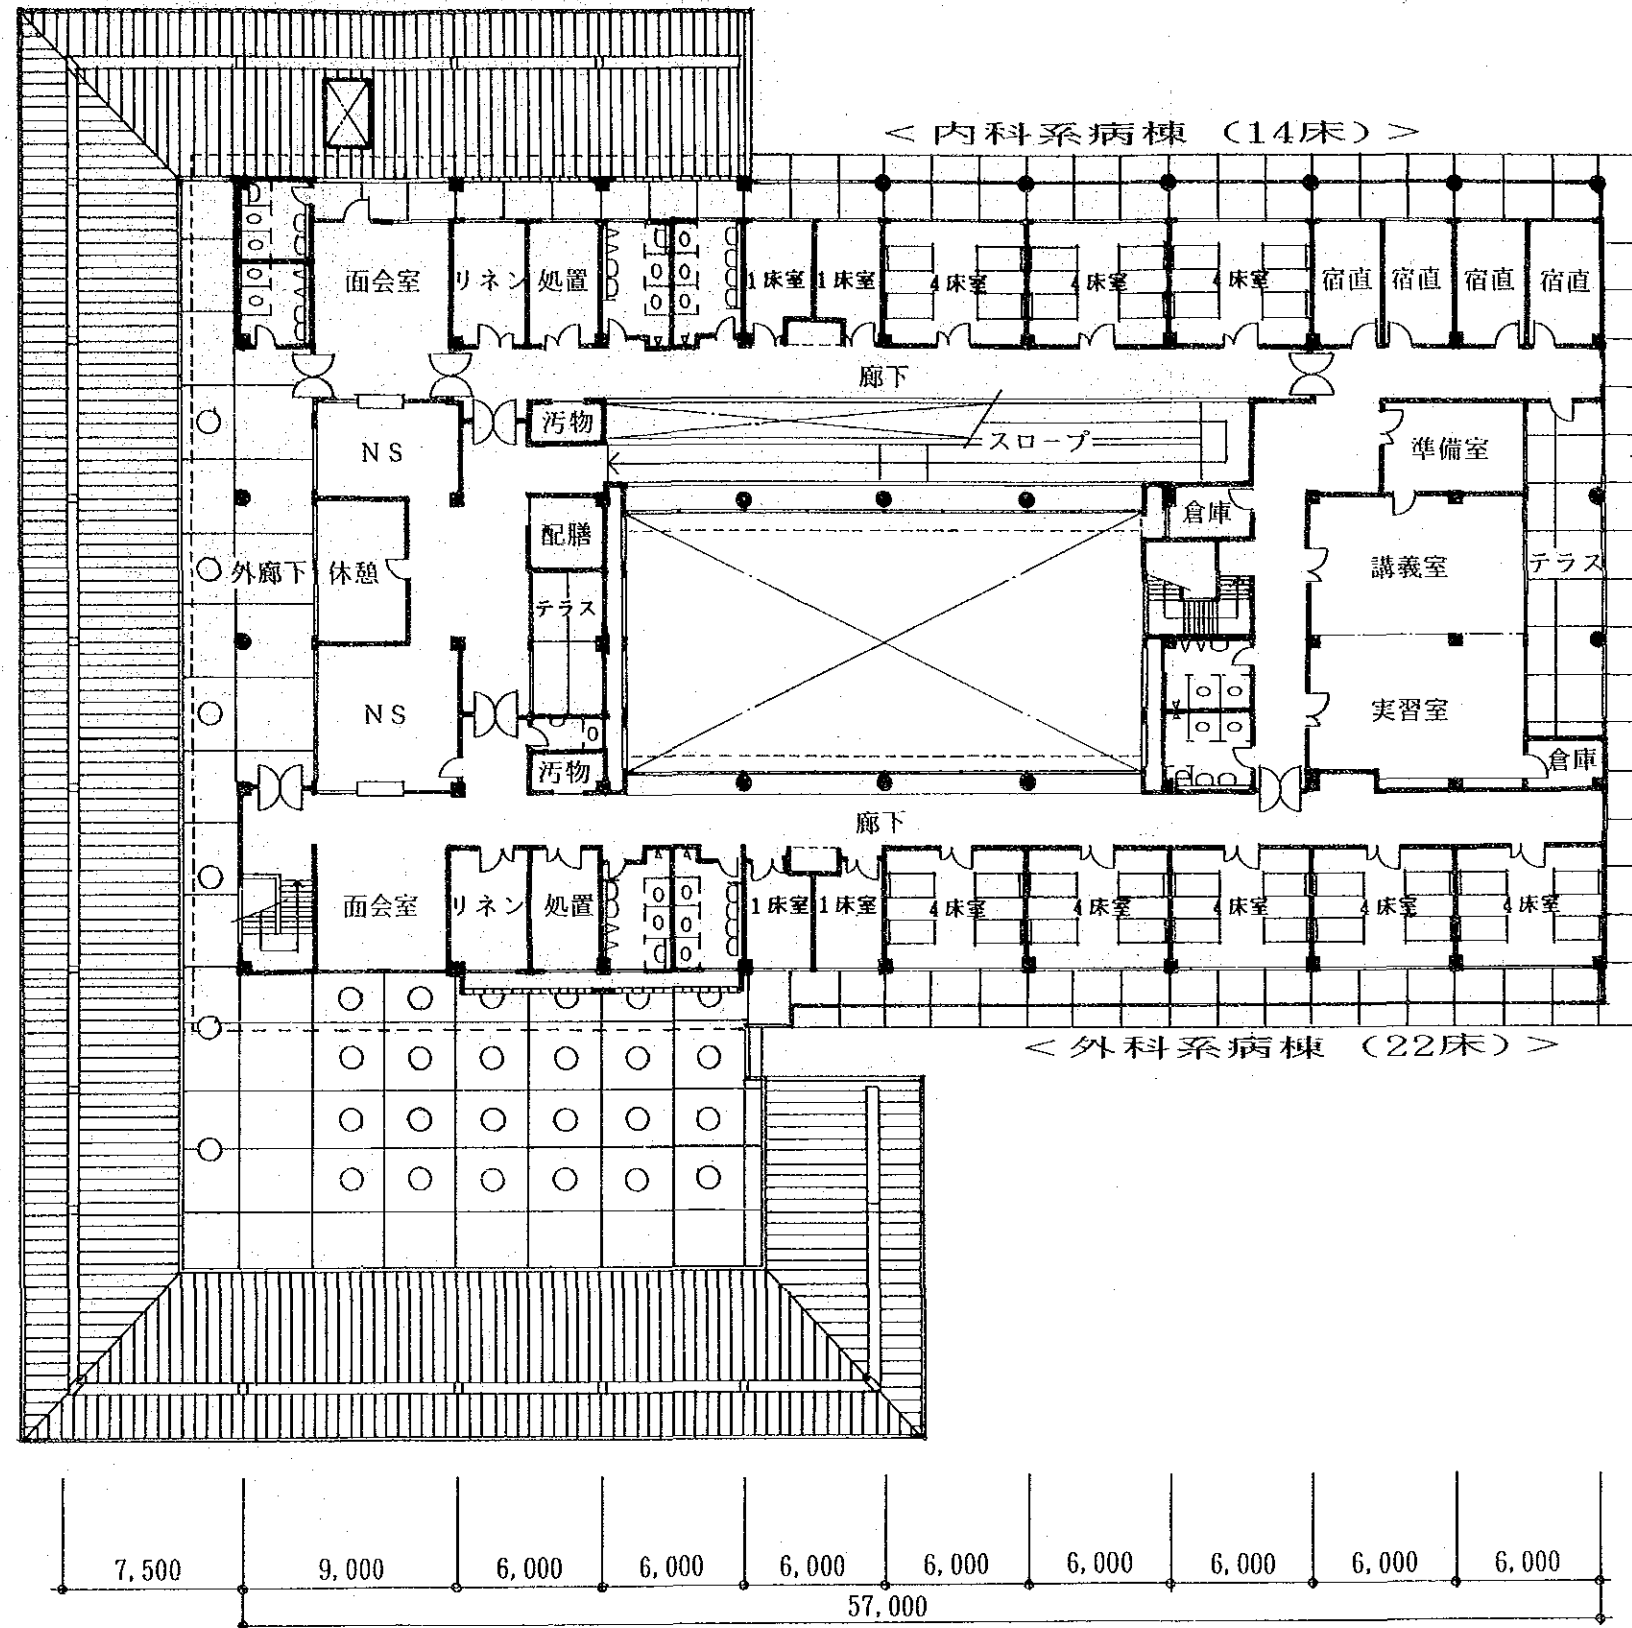 <内科系病棟 (14床)>
面会室
リネン
処置
1床室
1床室
4床室
4床室
4床室
宿直
宿直
宿直
宿直
廊下
汚物
スロープ
NS
準備室
倉庫
配膳
外廊下
休憩
講義室
テラス
テラス
NS
実習室
汚物
倉庫
廊下
面会室
リネン
処置
1床室
1床室
4床室
4床室
4床室
4床室
4床室
<外科系病棟 (22床)>
7,500
9,000
6,000
6,000
6,000
6,000
6,000
6,000
6,000
6,000
57,000